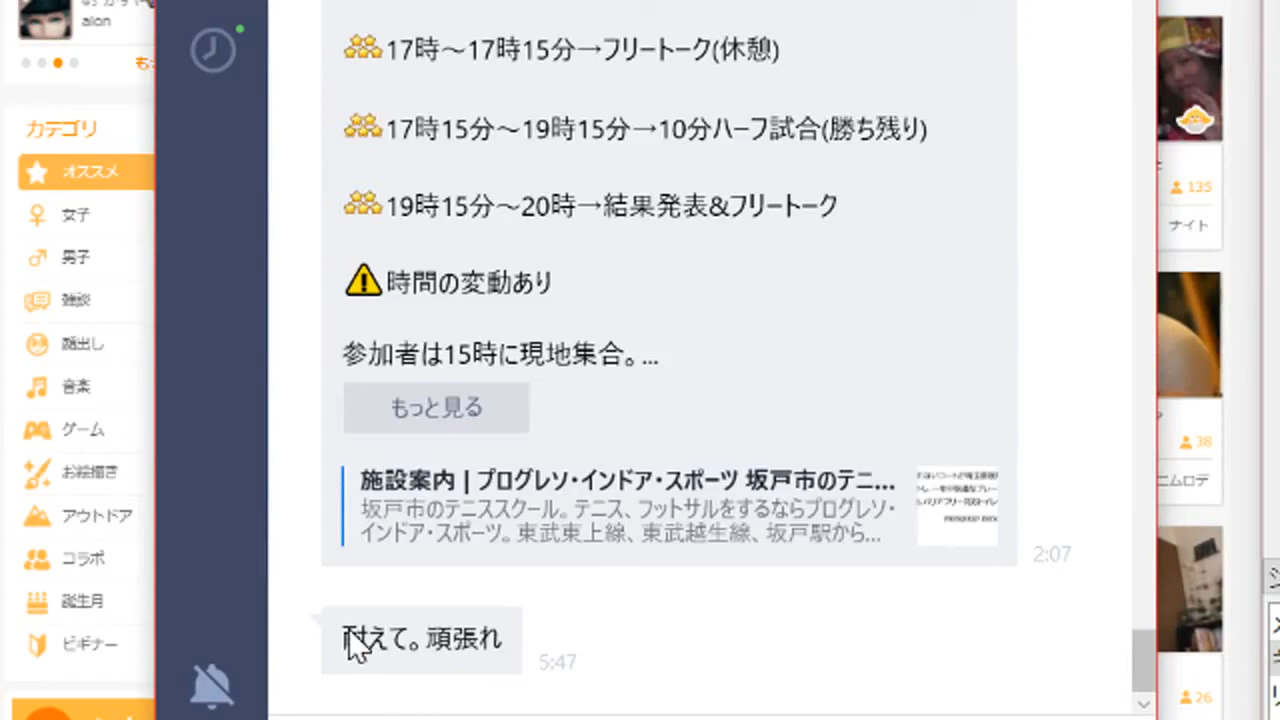 alon
カテゴリ
オススメ
女子
男子
雑談
顔出し
音楽
ゲーム
お絵描き
アウトドア
コラボ
誕生月
ビギナー
17時～17時15分→フリートーク(休憩)
17時15分～19時15分→10分ハーフ試合(勝ち残り)
19時15分～20時→結果発表&フリートーク
時間の変動あり
参加者は15時に現地集合。...
もっと見る
施設案内 | プログレソ・インドア・スポーツ 坂戸市のテニ...
坂戸市のテニススクール。テニス、フットサルをするならプログレソ・
インドア・スポーツ。東武東上線、東武越生線、坂戸駅から...
2:07
耐えて。頑張れ
5:47
135
ナイト
38
ニムロデ
26